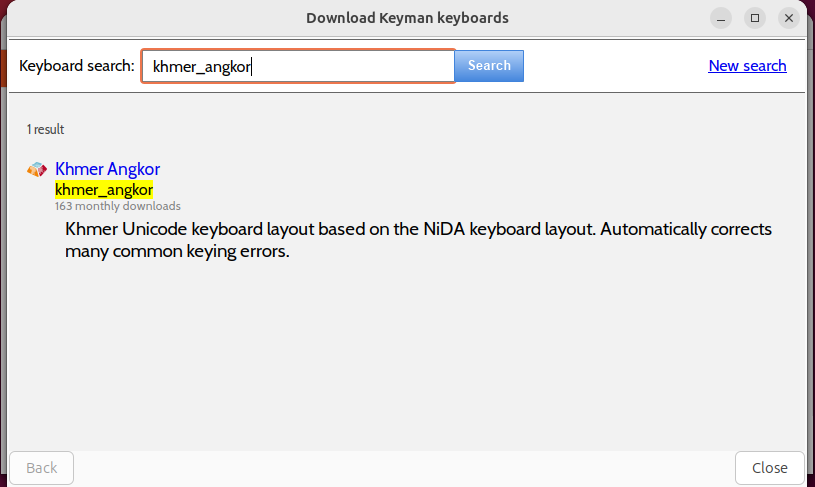 Download Keyman keyboards
Keyboard search: khmer_angkor Search New search
1 result
Khmer Angkor
khmer_angkor
163 monthly downloads
Khmer Unicode keyboard layout based on the NiDA keyboard layout. Automatically corrects
many common keying errors.
Back Close